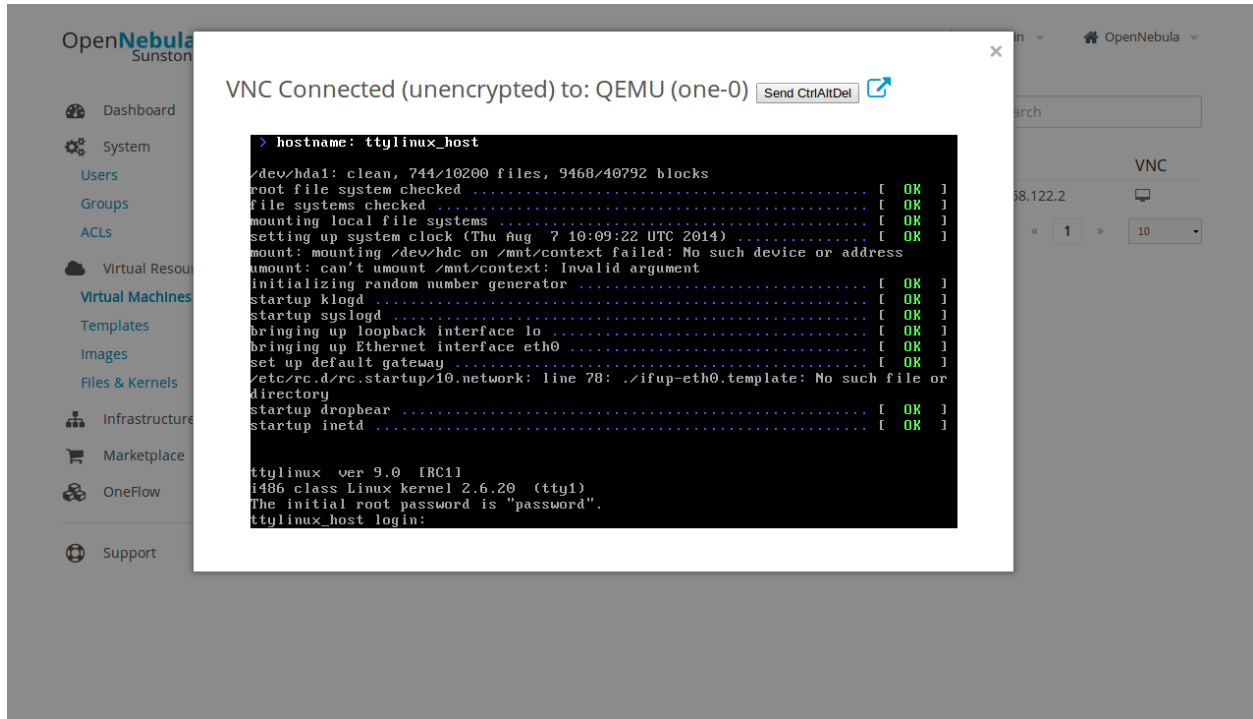 OpenNebula
Sunston
in
OpenNebula
×
VNC Connected (unencrypted) to: QEMU (one-0) Send CtrlAltDel
Dashboard
arch
System
Users
Groups
ACLs
Virtual Resou
Virtual Machines
Templates
Images
Files & Kernels
Infrastructure
Marketplace
OneFlow
Support
VNC
68.122.2
« 1 » 10
> hostname: ttylinux_host
/dev/hda1: clean, 744/10200 files, 9468/40792 blocks
root file system checked ............................................. [ OK ]
file systems checked ................................................. [ OK ]
mounting local file systems ........................................... [ OK ]
setting up system clock (Thu Aug  7 10:09:22 UTC 2014) ............... [ OK ]
mount: mounting /dev/hdc on /mnt/context failed: No such device or address
umount: can't umount /mnt/context: Invalid argument
initializing random number generator ................................. [ OK ]
startup klogd ........................................................ [ OK ]
startup syslogd ...................................................... [ OK ]
bringing up loopback interface lo .................................... [ OK ]
bringing up Ethernet interface eth0 .................................. [ OK ]
set up default gateway ............................................... [ OK ]
/etc/rc.d/rc.startup/10.network: line 78: ./ifup-eth0.template: No such file or
directory
startup dropbear ..................................................... [ OK ]
startup inetd ........................................................ [ OK ]
ttylinux  ver 9.0  [RC1]
i486 class Linux kernel 2.6.20  (tty1)
The initial root password is "password".
ttylinux_host login: